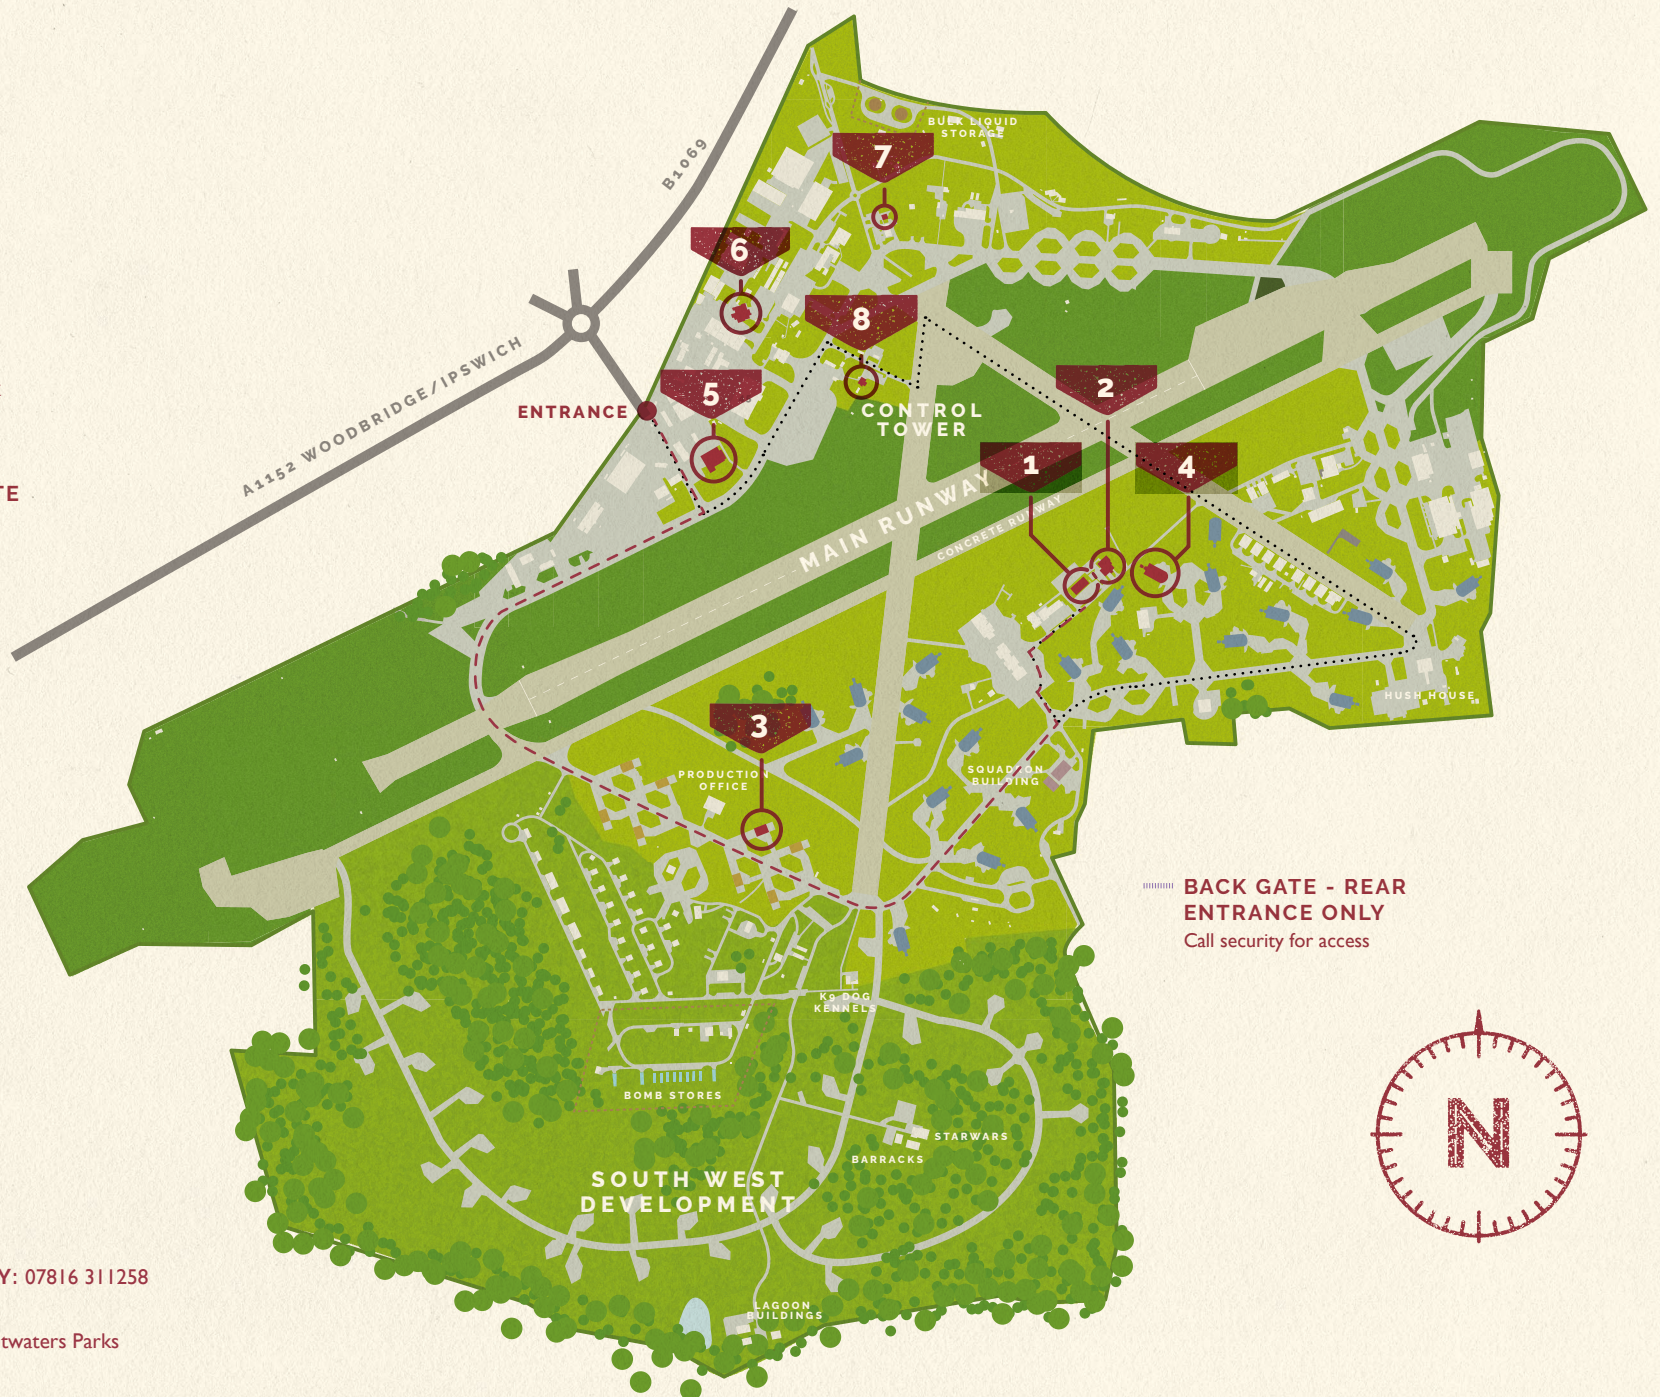 BULK LIQUID
STORAGE
7
B1069
6
8
A1152 WOODBRIDGE/IPSWICH
5
ENTRANCE
2
CONTROL
TOWER
1
4
TE
MAIN RUNWAY
CONCRETE RUNWAY
HUSH HOUSE
3
PRODUCTION
OFFICE
SQUADRON
BUILDING
BACK GATE - REAR
ENTRANCE ONLY
Call security for access
K9 DOG
KENNELS
BOMB STORES
STARWARS
BARRACKS
N
SOUTH WEST
DEVELOPMENT
Y: 07816 311258
LAGOON
BUILDINGS
twaters Parks